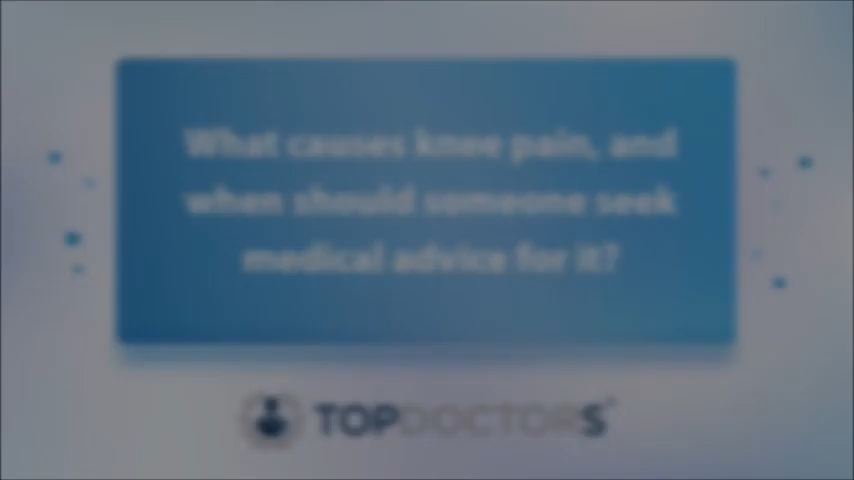 What causes knee pain, and
when should someone seek
medical advice for it?
TOPDOCTORS